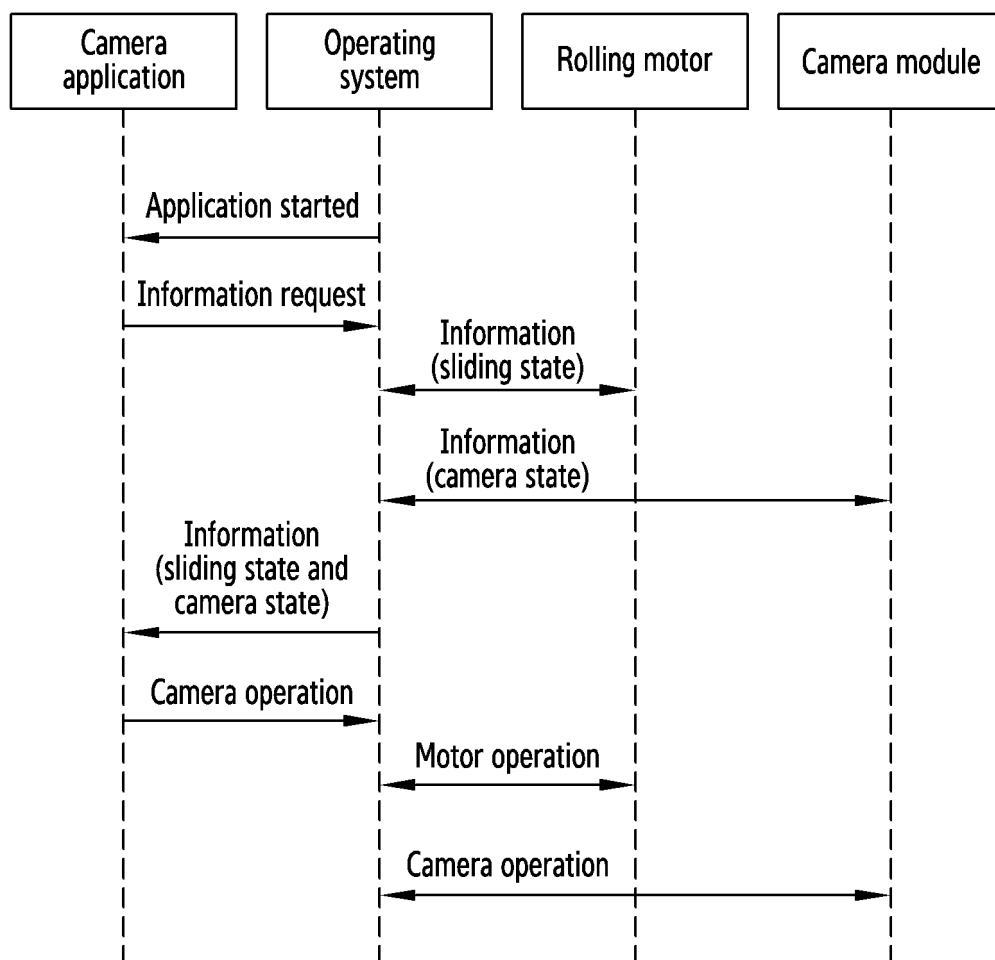 Camera
application
Operating
system
Rolling motor
Camera module
Application started
Information request
Information
(sliding state)
Information
(camera state)
Information
(sliding state and
camera state)
Camera operation
Motor operation
Camera operation